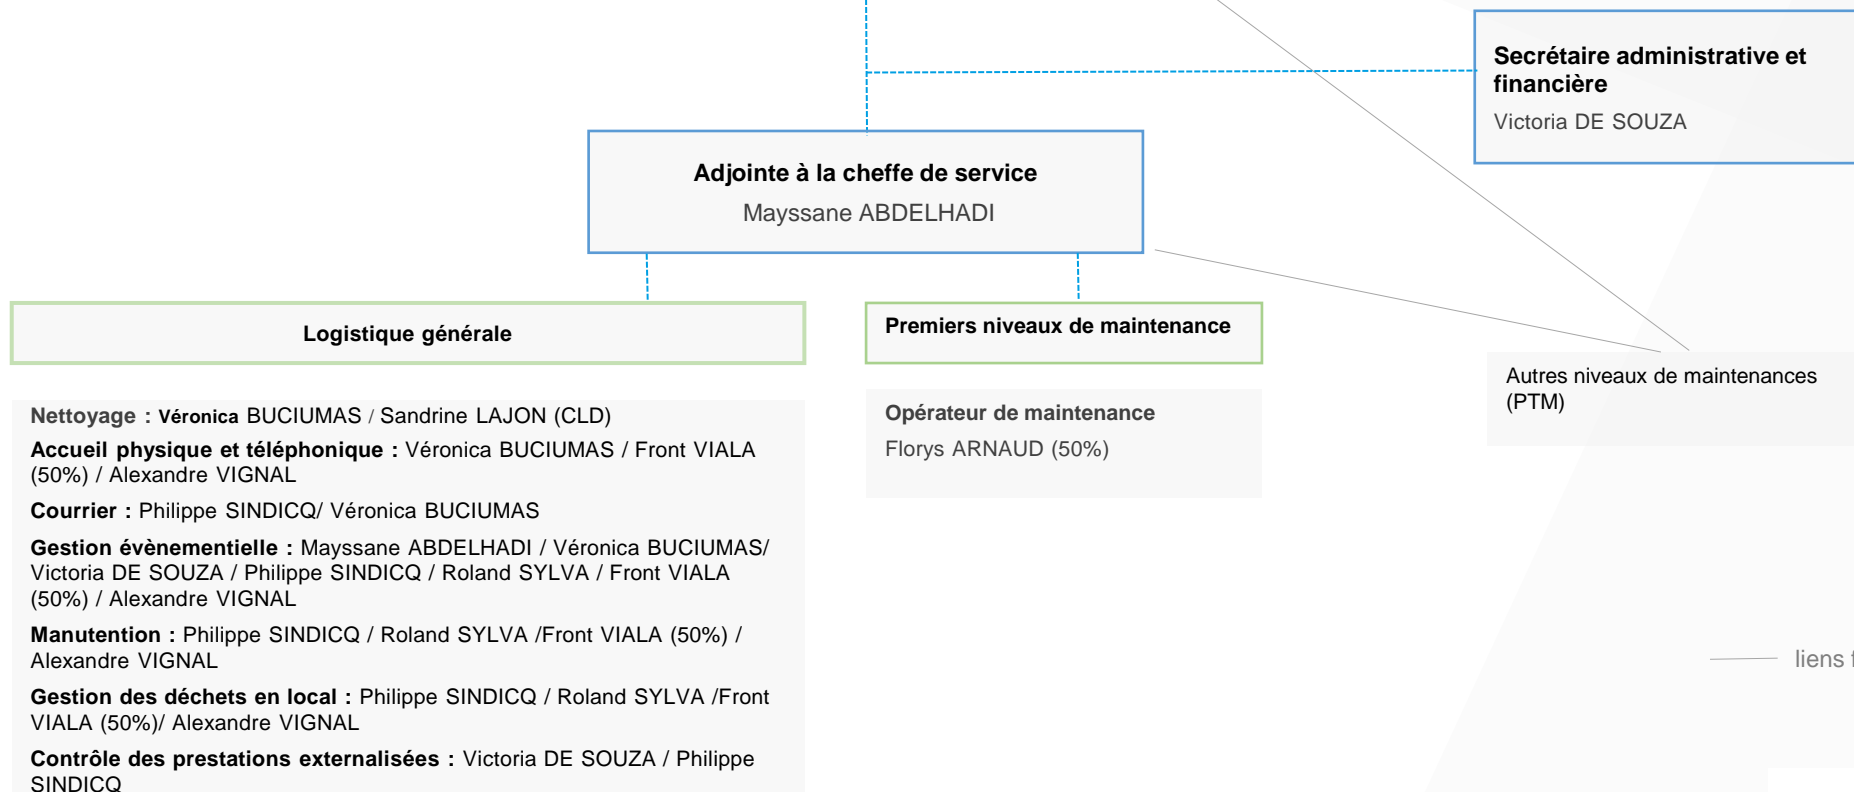 Secrétaire administrative et
financière
Victoria DE SOUZA
Adjointe à la cheffe de service
Mayssane ABDELHADI
Logistique générale
Premiers niveaux de maintenance
Autres niveaux de maintenances
(PTM)
Opérateur de maintenance
Florys ARNAUD (50%)
Nettoyage : Véronica BUCIUMAS / Sandrine LAJON (CLD)
Accueil physique et téléphonique : Véronica BUCIUMAS / Front VIALA
(50%) / Alexandre VIGNAL
Courrier : Philippe SINDICQ/ Véronica BUCIUMAS
Gestion évènementielle : Mayssane ABDELHADI / Véronica BUCIUMAS/
Victoria DE SOUZA / Philippe SINDICQ / Roland SYLVA / Front VIALA
(50%) / Alexandre VIGNAL
Manutention : Philippe SINDICQ / Roland SYLVA /Front VIALA (50%) /
Alexandre VIGNAL
Gestion des déchets en local : Philippe SINDICQ / Roland SYLVA /Front
VIALA (50%)/ Alexandre VIGNAL
Contrôle des prestations externalisées : Victoria DE SOUZA / Philippe
SINDICQ
liens